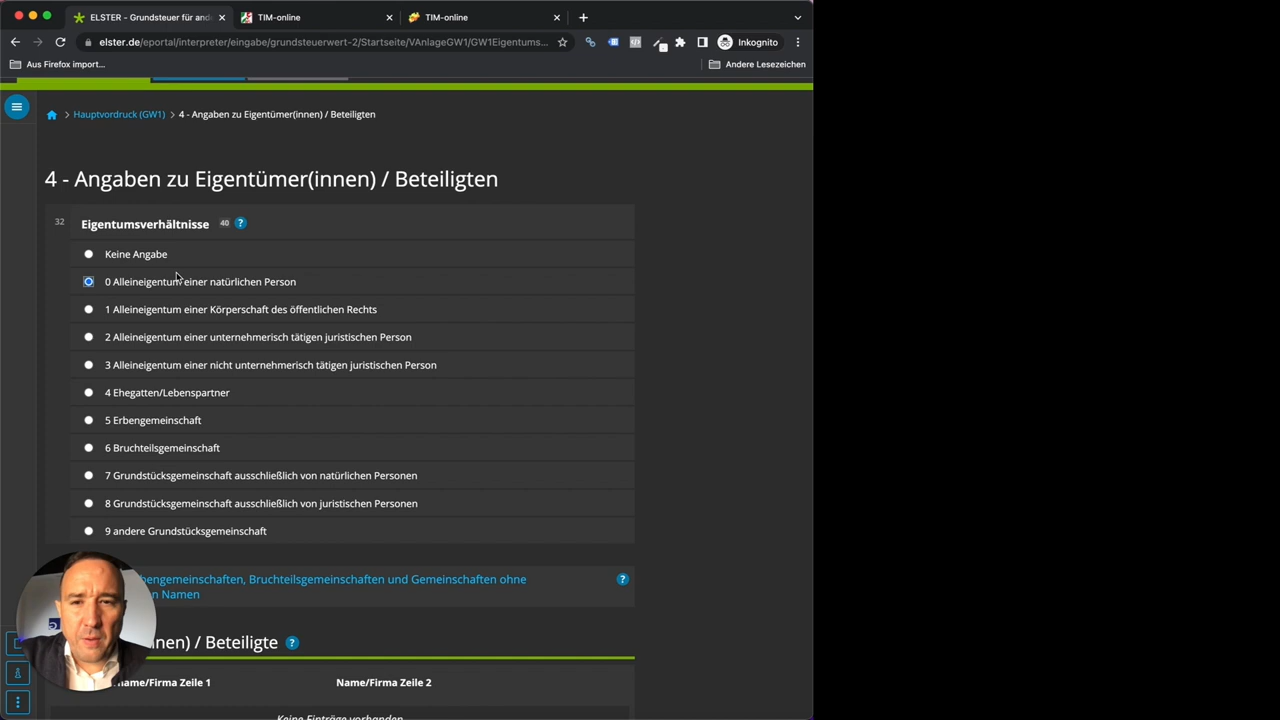 ELSTER - Grundsteuer für and
TIM-online
TIM-online
elster.de/eportal/interpreter/eingabe/grundsteuerwert-2/Startseite/VAnlageGW1/GW1Eigentums...
Inkognito
Aus Firefox import...
Andere Lesezeichen
Hauptvordruck (GW1) > 4 - Angaben zu Eigentümer(innen) / Beteiligten
4 - Angaben zu Eigentümer(innen) / Beteiligten
32 Eigentumsverhältnisse 40 ?
Keine Angabe
0 Alleineigentum einer natürlichen Person
1 Alleineigentum einer Körperschaft des öffentlichen Rechts
2 Alleineigentum einer unternehmerisch tätigen juristischen Person
3 Alleineigentum einer nicht unternehmerisch tätigen juristischen Person
4 Ehegatten/Lebenspartner
5 Erbengemeinschaft
6 Bruchteilsgemeinschaft
7 Grundstücksgemeinschaft ausschließlich von natürlichen Personen
8 Grundstücksgemeinschaft ausschließlich von juristischen Personen
9 andere Grundstücksgemeinschaft
bengemeinschaften, Bruchteilsgemeinschaften und Gemeinschaften ohne ?
n Namen
nen) / Beteiligte ?
name/Firma Zeile 1
Name/Firma Zeile 2
Keine Einträge vorhanden